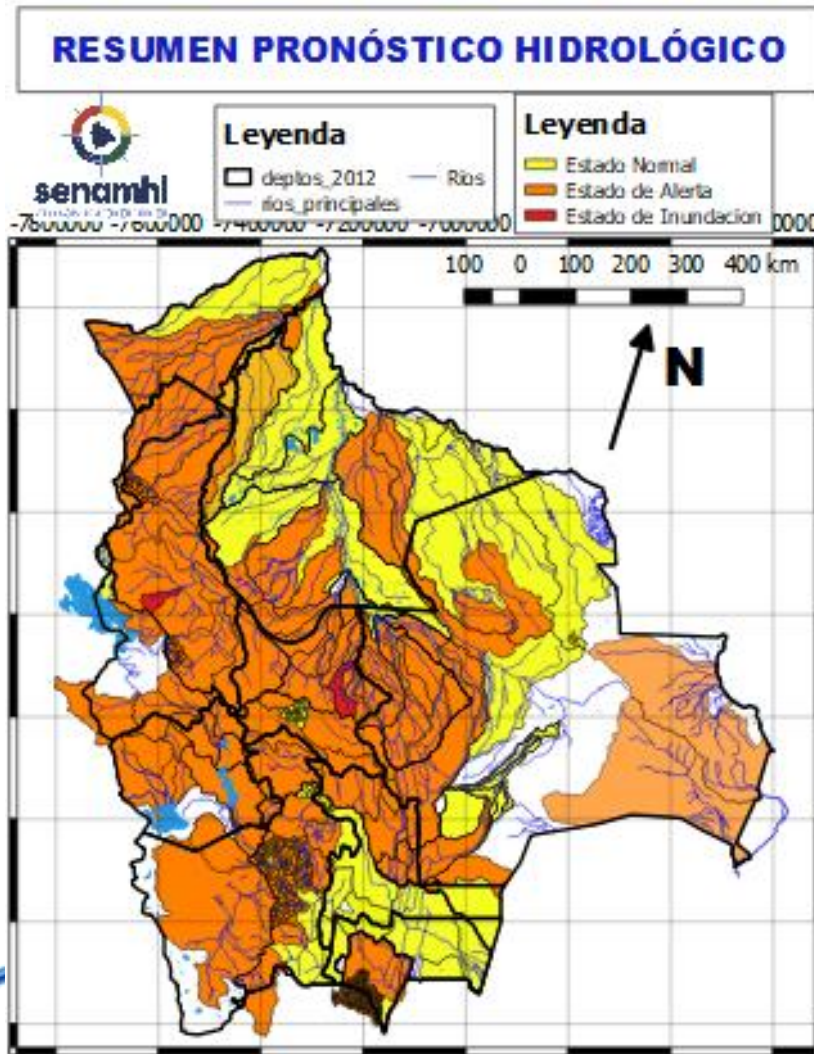 RESUMEN PRONÓSTICO HIDROLÓGICO
senamhi
Leyenda
deptos_2012
Rios
rios_principales
Leyenda
Estado Normal
Estado de Alerta
Estado de Inundacion
-7800000 -7600000 -7400000 -7200000 -7000000
100 0 100 200 300 400 km
N